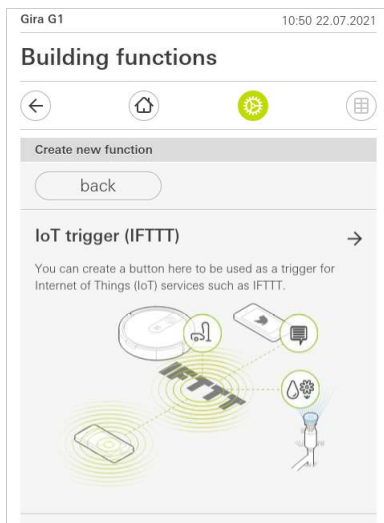 Gira G1 10:50 22.07.2021
Building functions
Create new function
back
IoT trigger (IFTTT)
You can create a button here to be used as a trigger for
Internet of Things (IoT) services such as IFTTT.
IFTTT